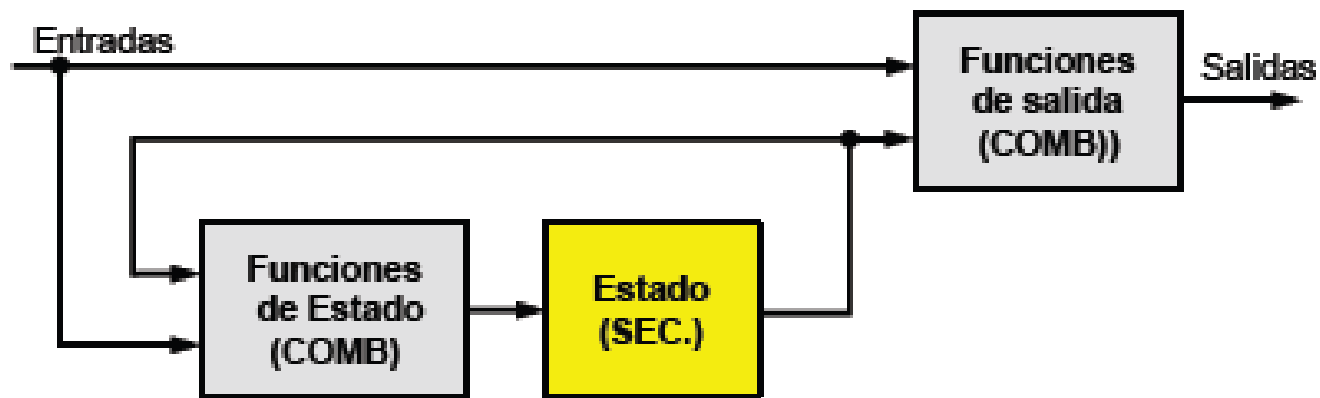 Entradas
Funciones
de salida
(COMB))
Salidas
Funciones
de Estado
(COMB)
Estado
(SEC.)